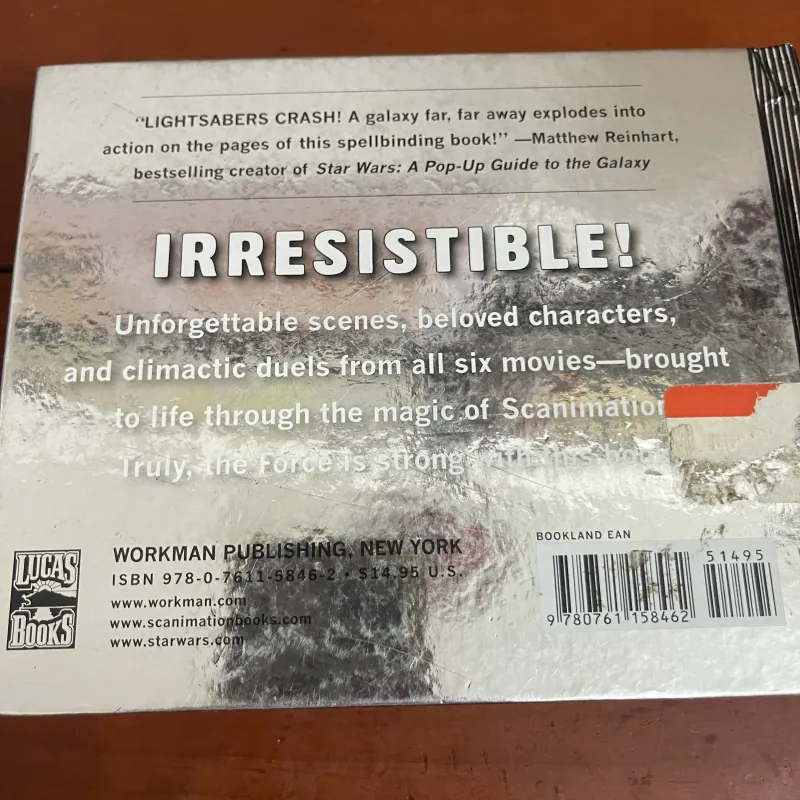 “LIGHTSABERS CRASH! A galaxy far, far away explodes into
action on the pages of this spellbinding book!” —Matthew Reinhart,
bestselling creator of Star Wars: A Pop-Up Guide to the Galaxy
IRRESISTIBLE!
Unforgettable scenes, beloved characters,
and climactic duels from all six movies—brought
to life through the magic of Scanimation
Truly, the Force is strong with this book
WORKMAN PUBLISHING, NEW YORK
ISBN 978-0-7611-5846-2 • $14.95 U.S.
www.workman.com
www.scanimationbooks.com
www.starwars.com
LUCAS
BOOKS
BOOKLAND EAN
51495
9 780761 158462